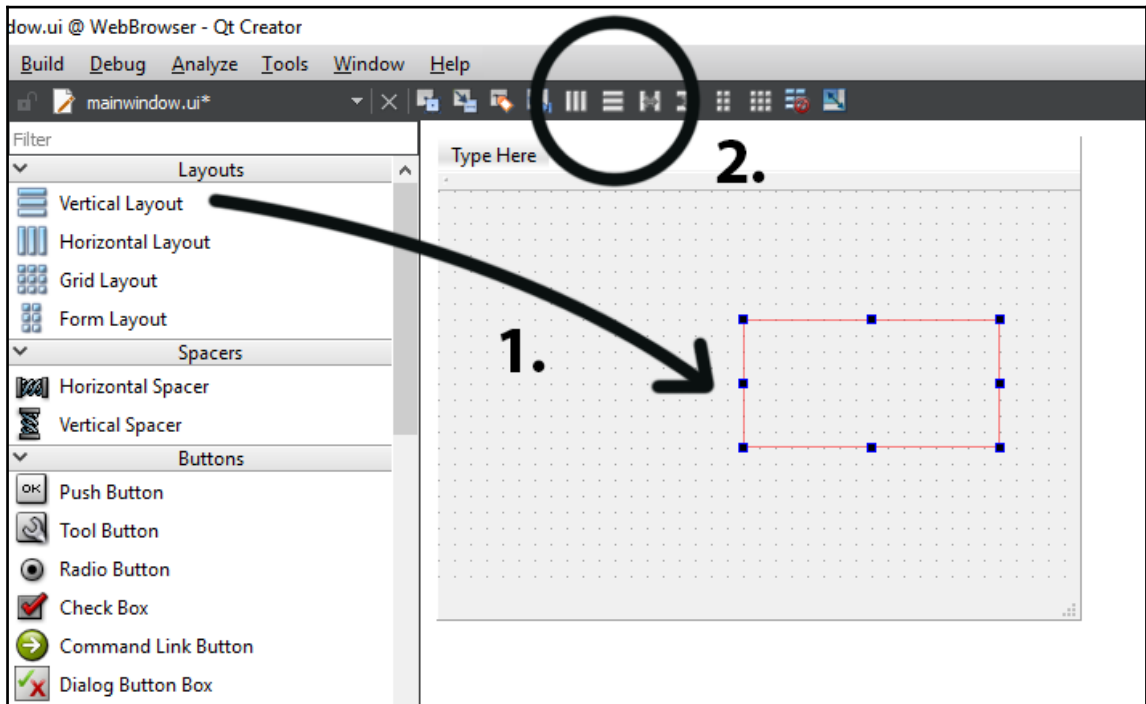 dow.ui @ WebBrowser - Qt Creator
Build Debug Analyze Tools Window Help
mainwindow.ui*
Filter
Layouts
Type Here
2.
Vertical Layout
Horizontal Layout
Grid Layout
Form Layout
1.
Spacers
Horizontal Spacer
Vertical Spacer
Buttons
OK Push Button
Tool Button
Radio Button
Check Box
Command Link Button
Dialog Button Box